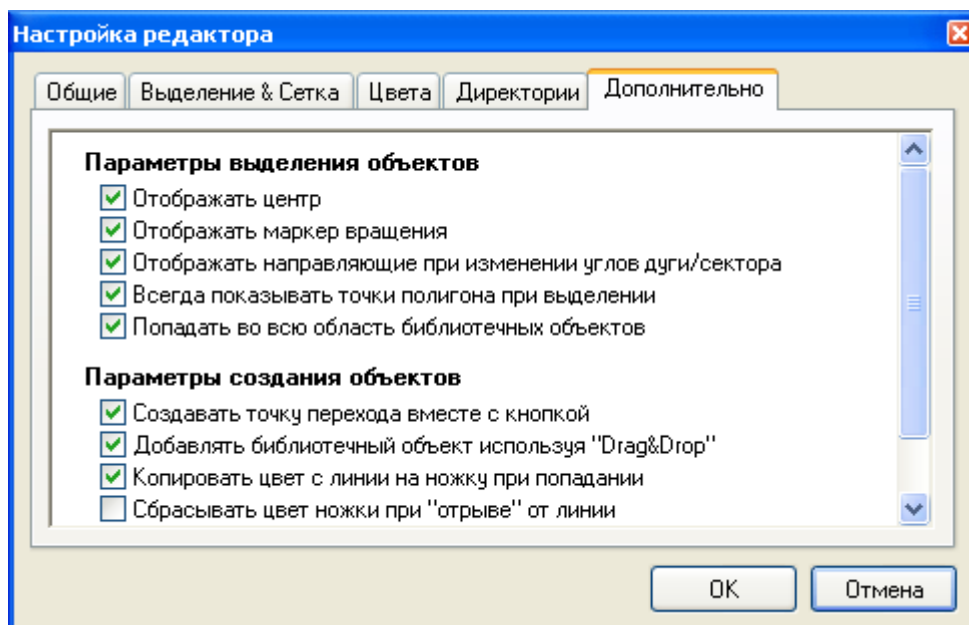 Настройка редактора
Общие Выделение & Сетка Цвета Директории Дополнительно
Параметры выделения объектов
Отображать центр
Отображать маркер вращения
Отображать направляющие при изменении углов дуги/сектора
Всегда показывать точки полигона при выделении
Попадать во всю область библиотечных объектов
Параметры создания объектов
Создавать точку перехода вместе с кнопкой
Добавлять библиотечный объект используя "Drag&Drop"
Копировать цвет с линии на ножку при попадании
Сбрасывать цвет ножки при "отрыве" от линии
OK Отмена